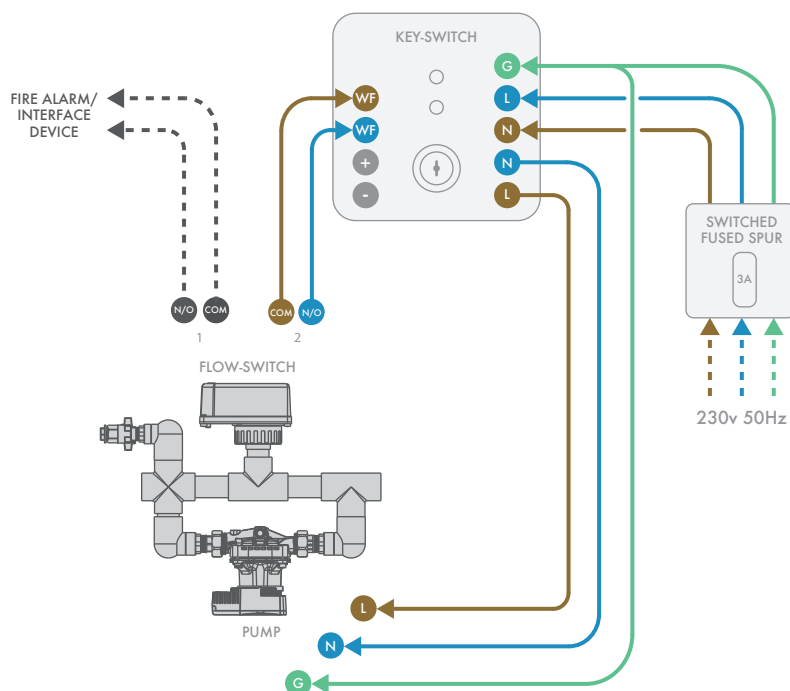 KEY-SWITCH
G
FIRE ALARM/
INTERFACE
DEVICE
WF
L
WF
N
+
N
-
L
SWITCHED
FUSED SPUR
3A
N/O
COM
COM
N/O
1
2
FLOW-SWITCH
230v 50Hz
L
PUMP
N
G